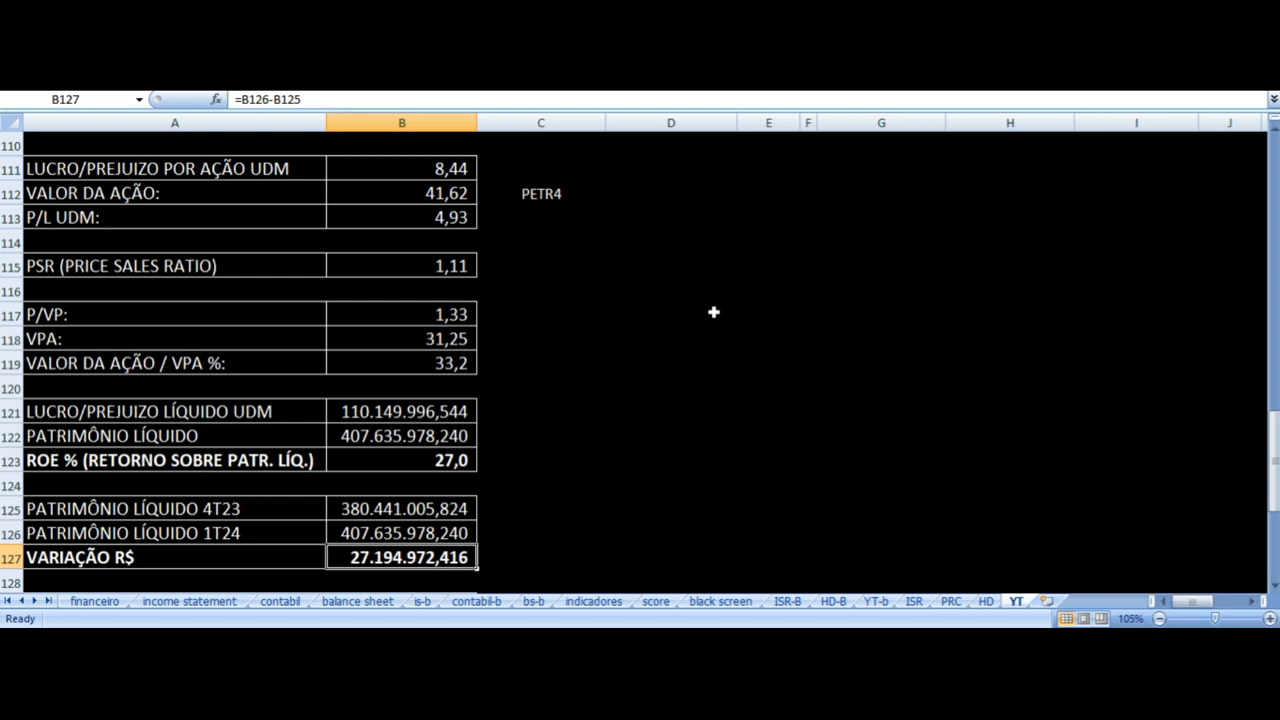 B127 fx =B126-B125
A B C D E F G H I J
110
111 LUCRO/PREJUIZO POR AÇÃO UDM 8,44
112 VALOR DA AÇÃO: 41,62 PETR4
113 P/L UDM: 4,93
114
115 PSR (PRICE SALES RATIO) 1,11
116
117 P/VP: 1,33
118 VPA: 31,25
119 VALOR DA AÇÃO / VPA %: 33,2
120
121 LUCRO/PREJUIZO LÍQUIDO UDM 110.149.996,544
122 PATRIMÔNIO LÍQUIDO 407.635.978,240
123 ROE % (RETORNO SOBRE PATR. LÍQ.) 27,0
124
125 PATRIMÔNIO LÍQUIDO 4T23 380.441.005,824
126 PATRIMÔNIO LÍQUIDO 1T24 407.635.978,240
127 VARIAÇÃO R$ 27.194.972,416
128
financeiro income statement contabil balance sheet is-b contabil-b bs-b indicadores score black screen ISR-B HD-B YT-b ISR PRC HD YT
Ready 105%